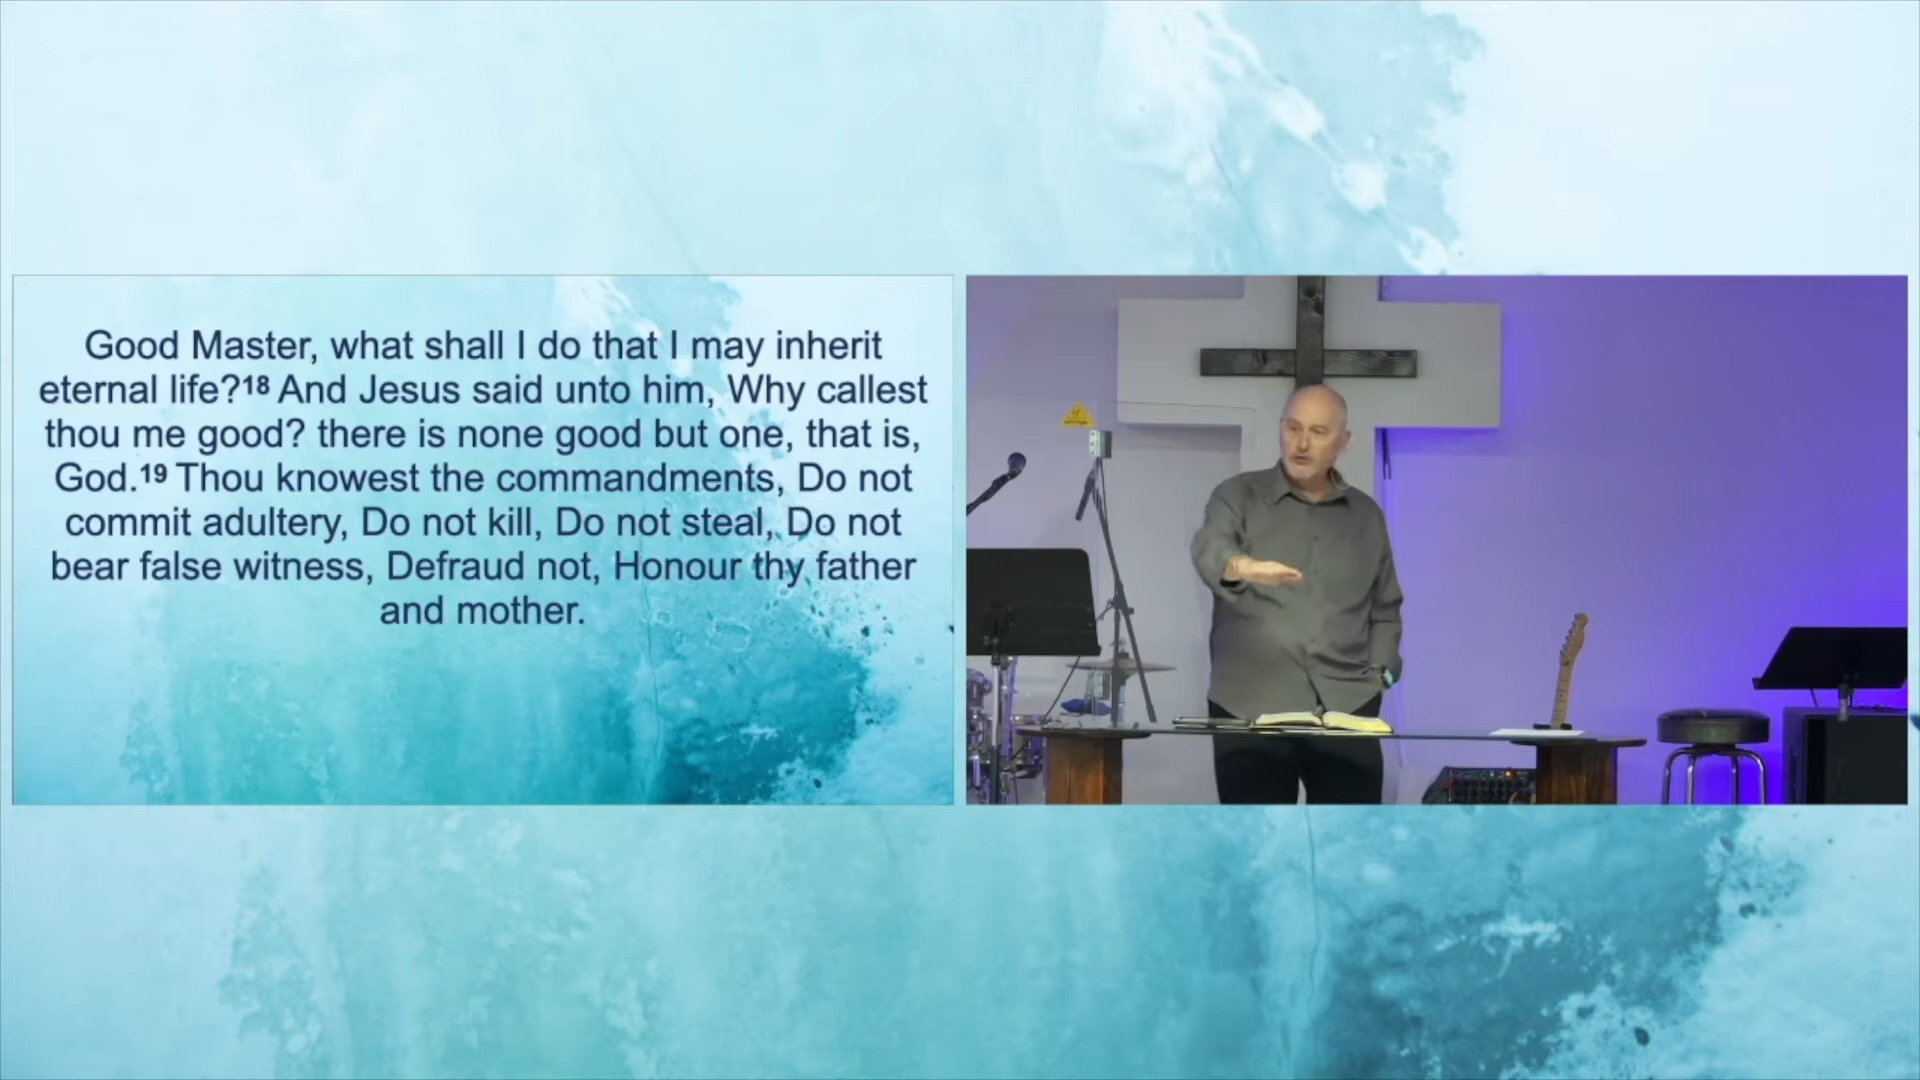 Good Master, what shall I do that I may inherit
eternal life?¹⁸ And Jesus said unto him, Why callest
thou me good? there is none good but one, that is,
God.¹⁹ Thou knowest the commandments, Do not
commit adultery, Do not kill, Do not steal, Do not
bear false witness, Defraud not, Honour thy father
and mother.